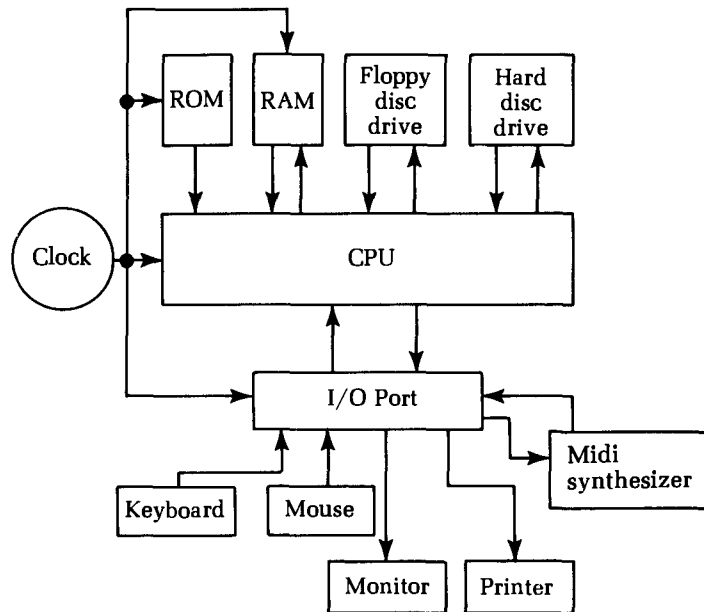 ROM
RAM
Floppy
disc
drive
Hard
disc
drive
Clock
CPU
I/O Port
Midi
synthesizer
Keyboard
Mouse
Monitor
Printer